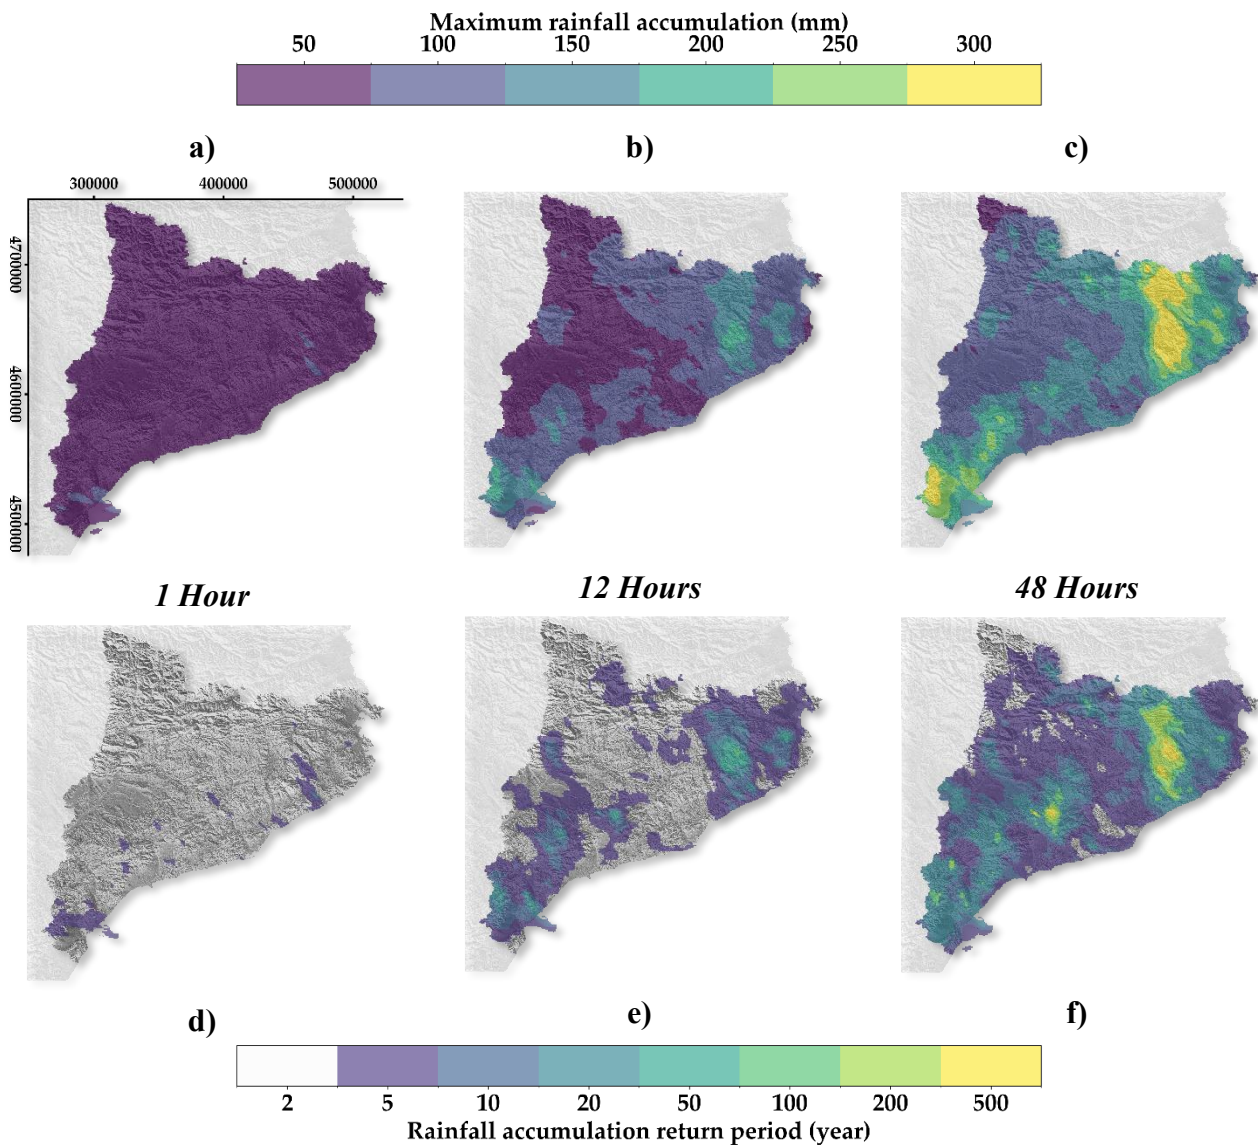 Maximum rainfall accumulation (mm)
50 100 150 200 250 300
a) b) c)
300000 400000 500000
4700000
4600000
4500000
1 Hour 12 Hours 48 Hours
d) e) f)
2 5 10 20 50 100 200 500
Rainfall accumulation return period (year)